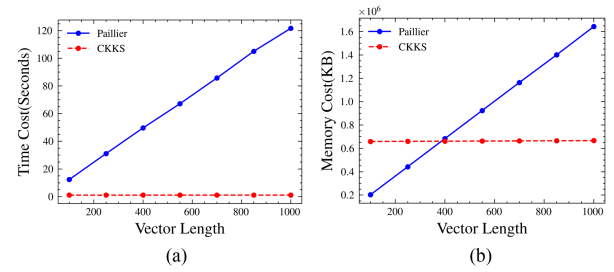 Paillier
CKKS
Time Cost(Seconds)
120
100
80
60
40
20
0
200 400 600 800 1000
Vector Length
(a)
×10⁶
Paillier
CKKS
Memory Cost(KB)
1.6
1.4
1.2
1.0
0.8
0.6
0.4
0.2
200 400 600 800 1000
Vector Length
(b)